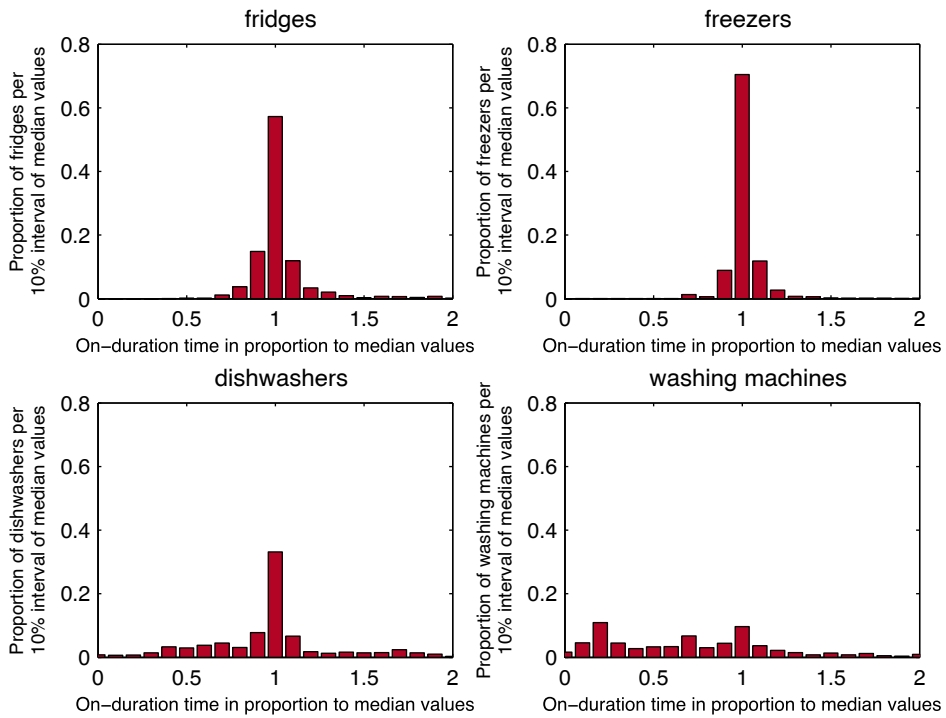 fridges
Proportion of fridges per
10% interval of median values
0.8
0.6
0.4
0.2
0
0
0.5
1
1.5
2
On−duration time in proportion to median values
freezers
Proportion of freezers per
10% interval of median values
0.8
0.6
0.4
0.2
0
0
0.5
1
1.5
2
On−duration time in proportion to median values
dishwashers
Proportion of dishwashers per
10% interval of median values
0.8
0.6
0.4
0.2
0
0
0.5
1
1.5
2
On−duration time in proportion to median values
washing machines
Proportion of washing machines per
10% interval of median values
0.8
0.6
0.4
0.2
0
0
0.5
1
1.5
2
On−duration time in proportion to median values